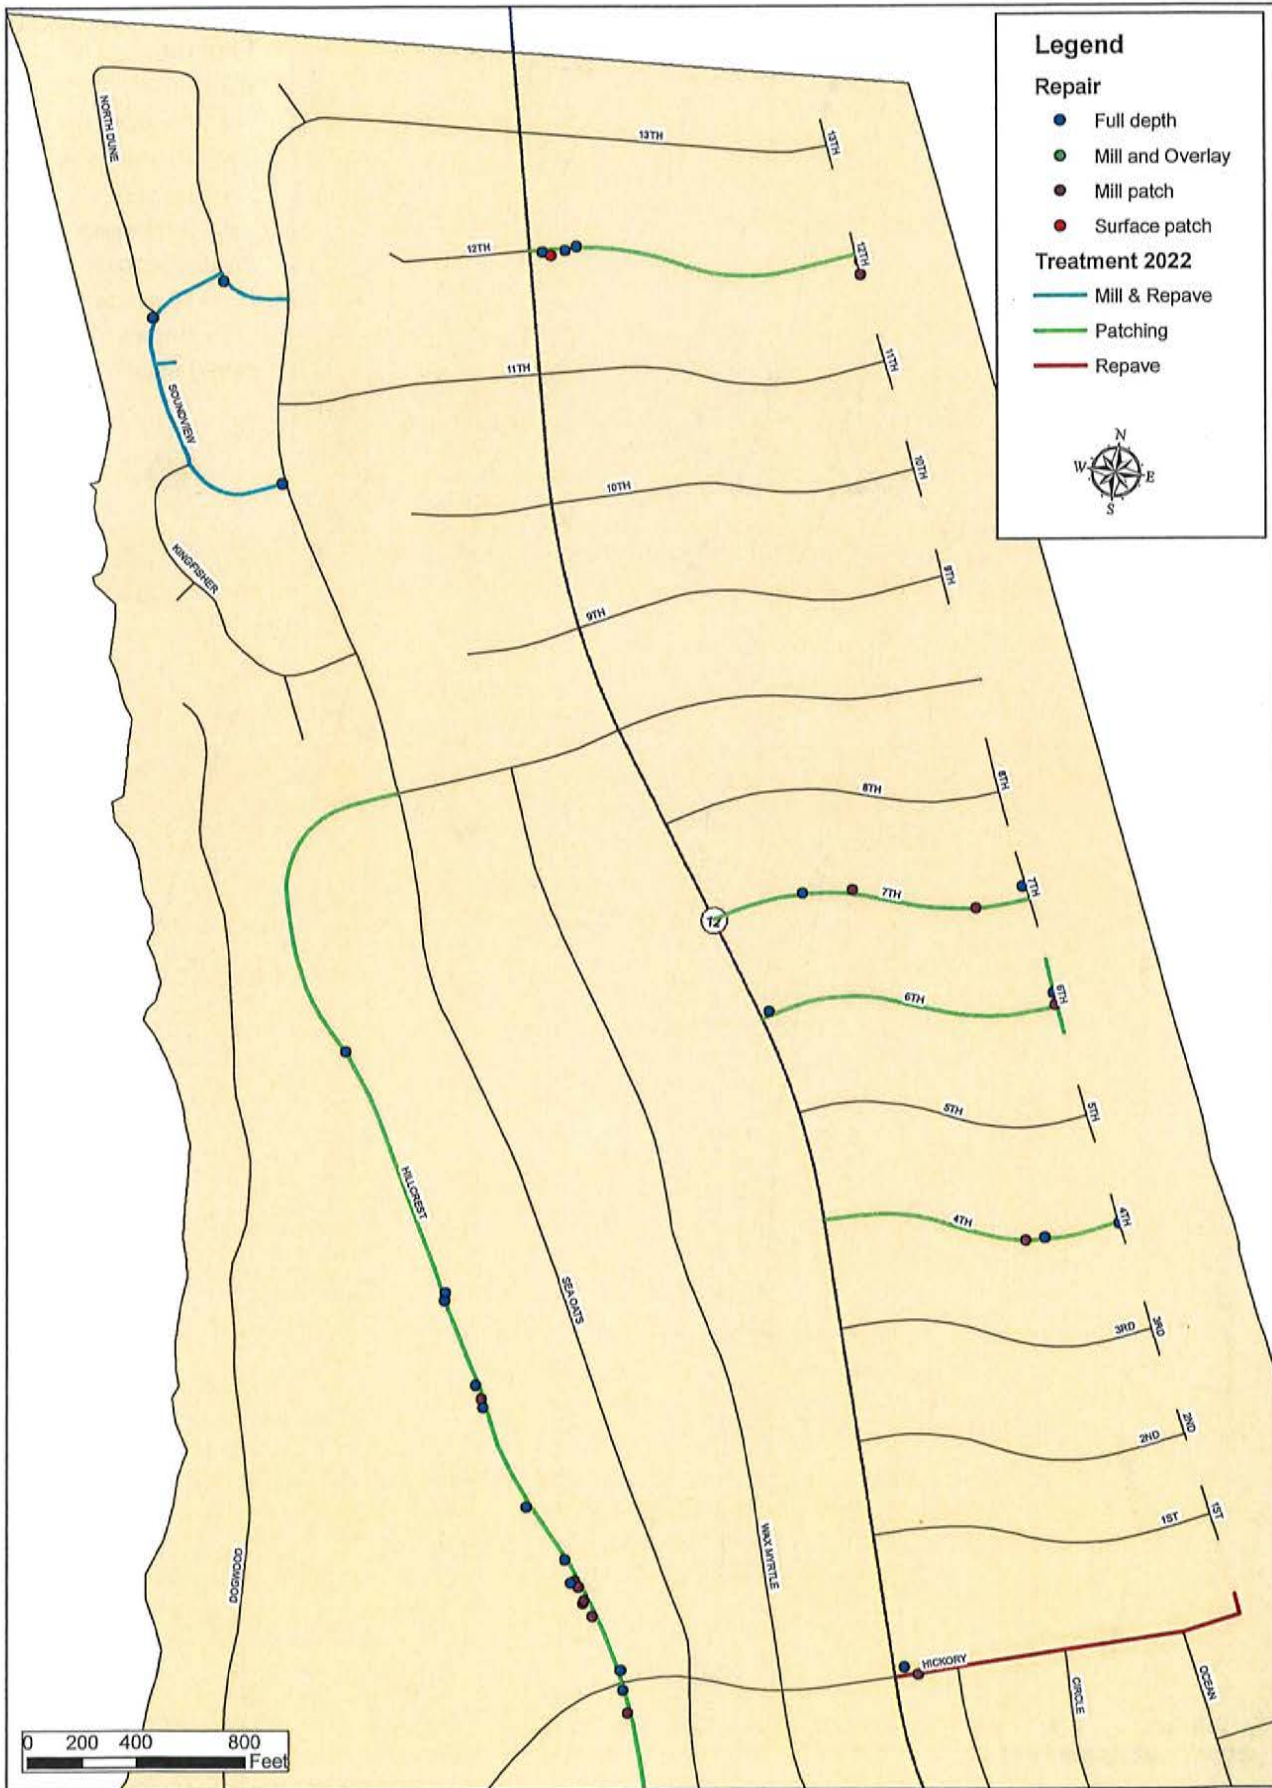 Legend
Repair
Full depth
Mill and Overlay
Mill patch
Surface patch
Treatment 2022
Mill & Repave
Patching
Repave
N
W E
S
NORTH DUNE
13TH
13TH
12TH
12TH
11TH
11TH
SOUNDVIEW
10TH
10TH
KINGFISHER
9TH
9TH
8TH
8TH
7TH
7TH
12
6TH
6TH
5TH
5TH
HILLCREST
4TH
4TH
SEA OATS
3RD
3RD
2ND
2ND
1ST
1ST
DOGWOOD
WAX MYRTLE
HICKORY
CIRCLE
OCEAN
0 200 400 800
Feet